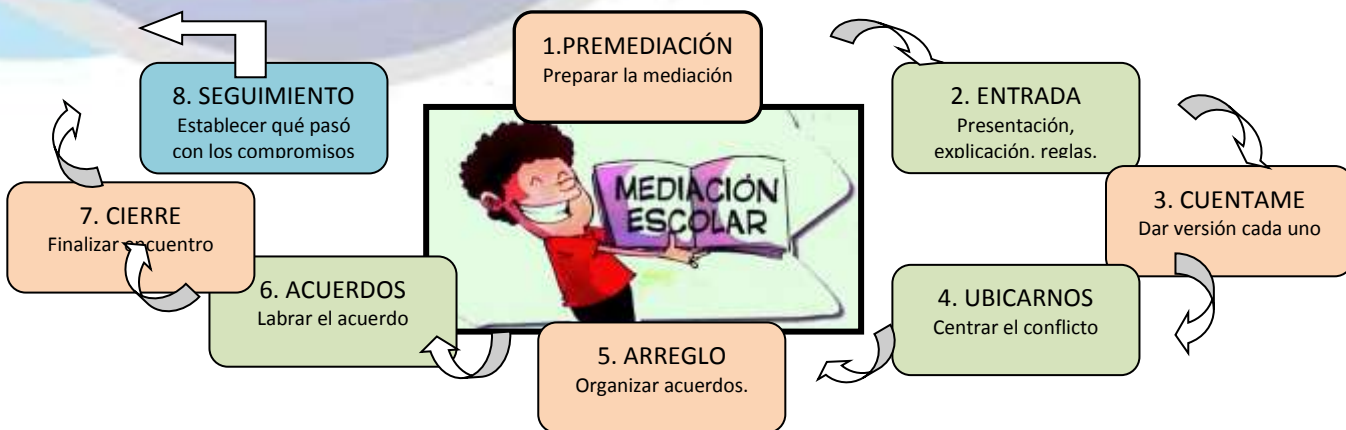 1.PREMEDIACIÓN
Preparar la mediación
2. ENTRADA
Presentación,
explicación, reglas.
3. CUENTAME
Dar versión cada uno
4. UBICARNOS
Centrar el conflicto
5. ARREGLO
Organizar acuerdos.
6. ACUERDOS
Labrar el acuerdo
7. CIERRE
Finalizar encuentro
8. SEGUIMIENTO
Establecer qué pasó
con los compromisos
MEDIACIÓN
ESCOLAR